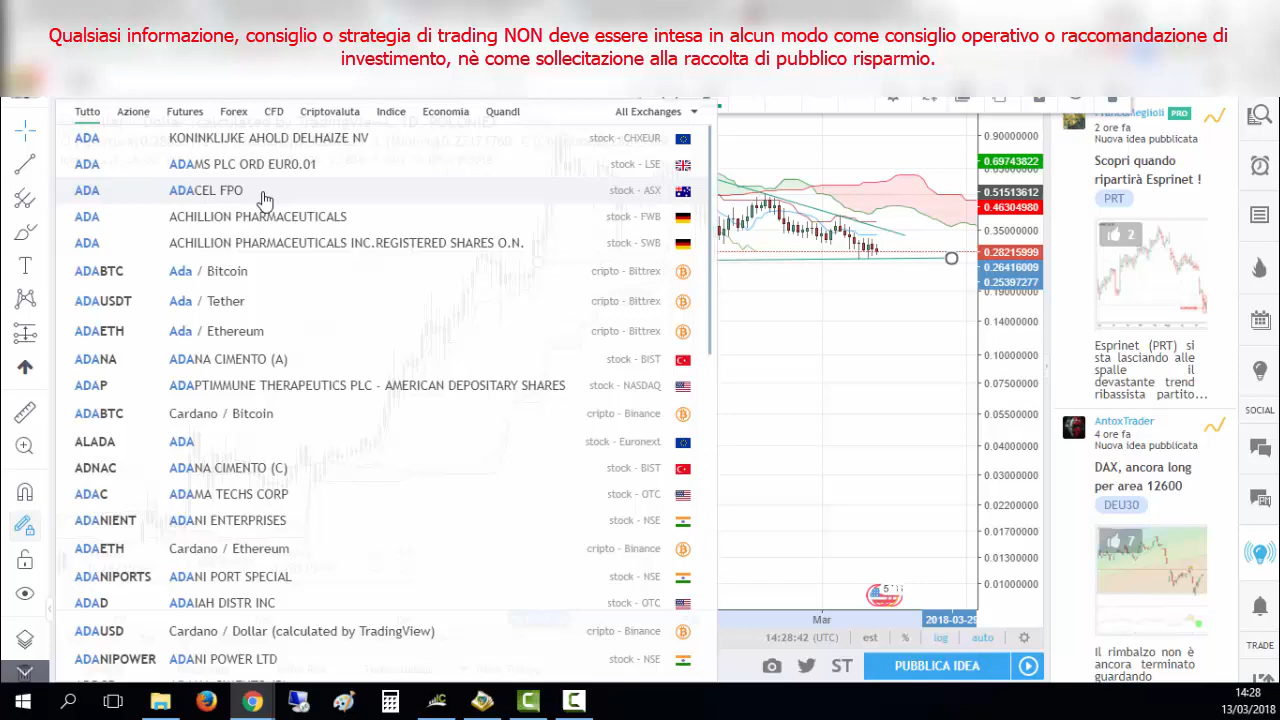 Qualsiasi informazione, consiglio o strategia di trading NON deve essere intesa in alcun modo come consiglio operativo o raccomandazione di
investimento, nè come sollecitazione alla raccolta di pubblico risparmio.
Tutto Azione Futures Forex CFD Criptovaluta Indice Economia Quandl All Exchanges
ADA KONINKLIJKE AHOLD DELHAIZE NV stock - CHXEUR
ADA ADAMS PLC ORD EUR0.01 stock - LSE
ADA ADACEL FPO stock - ASX
ADA ACHILLION PHARMACEUTICALS stock - FWB
ADA ACHILLION PHARMACEUTICALS INC.REGISTERED SHARES O.N. stock - SWB
ADABTC Ada / Bitcoin cripto - Bittrex
ADAUSDT Ada / Tether cripto - Bittrex
ADAETH Ada / Ethereum cripto - Bittrex
ADANA ADANA CIMENTO (A) stock - BIST
ADAP ADAPTIMMUNE THERAPEUTICS PLC - AMERICAN DEPOSITARY SHARES stock - NASDAQ
ADABTC Cardano / Bitcoin cripto - Binance
ALADA ADA stock - Euronext
ADNAC ADANA CIMENTO (C) stock - BIST
ADAC ADAMA TECHS CORP stock - OTC
ADANIENT ADANI ENTERPRISES stock - NSE
ADAETH Cardano / Ethereum cripto - Binance
ADANIPORTS ADANI PORT SPECIAL stock - NSE
ADAD ADAIAH DISTR INC stock - OTC
ADAUSD Cardano / Dollar (calculated by TradingView) cripto - Binance
ADANIPOWER ADANI POWER LTD stock - NSE
0.90000000
0.69743822
0.51513612
0.46304980
0.35000000
0.28215999
0.26416009
0.25397277
0.19000000
0.14000000
0.10000000
0.07500000
0.05500000
0.04000000
0.03000000
0.02200000
0.01700000
0.01300000
0.01000000
Mar 2018-03-29
14:28:42 (UTC) est % log auto
ST PUBBLICA IDEA
PRO
2 ore fa
Nuova idea pubblicata
Scopri quando
ripartirà Esprinet !
PRT
2
Esprinet (PRT) si
sta lasciando alle
spalle il
devastante trend
ribassista partito...
AntoxTrader
4 ore fa
Nuova idea pubblicata
DAX, ancora long
per area 12600
DEU30
7
Il rimbalzo non è
ancora terminato
guardando
SOCIAL
TRADE
14:28
13/03/2018